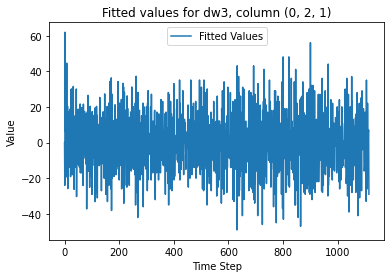 Fitted values for dw3, column (0, 2, 1)
Fitted Values
Value
60
40
20
0
−20
−40
0 200 400 600 800 1000
Time Step